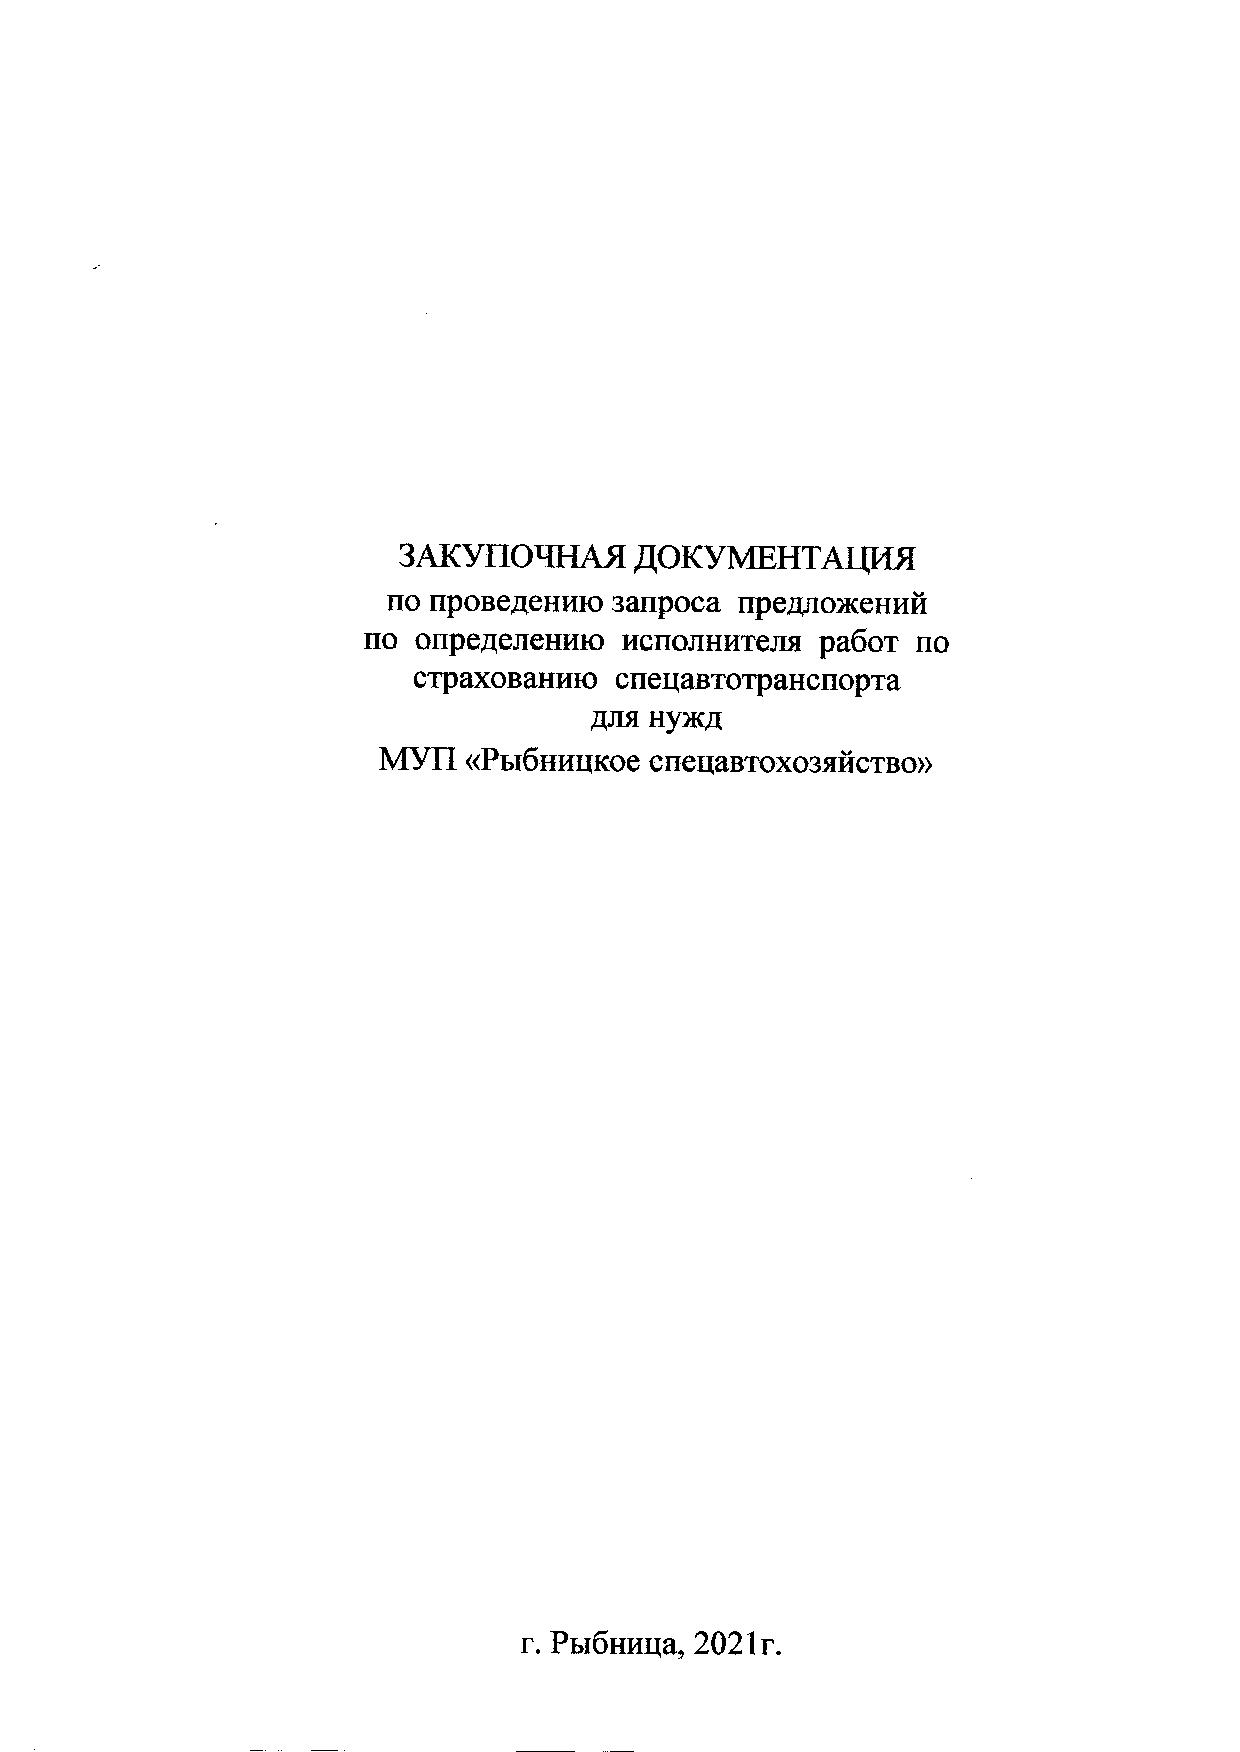 ЗАКУПОЧНАЯ ДОКУМЕНТАЦИЯ
по проведению запроса предложений
по определению исполнителя работ по
страхованию спецавтотранспорта
для нужд
МУП «Рыбницкое спецавтохозяйство»
г. Рыбница, 2021г.